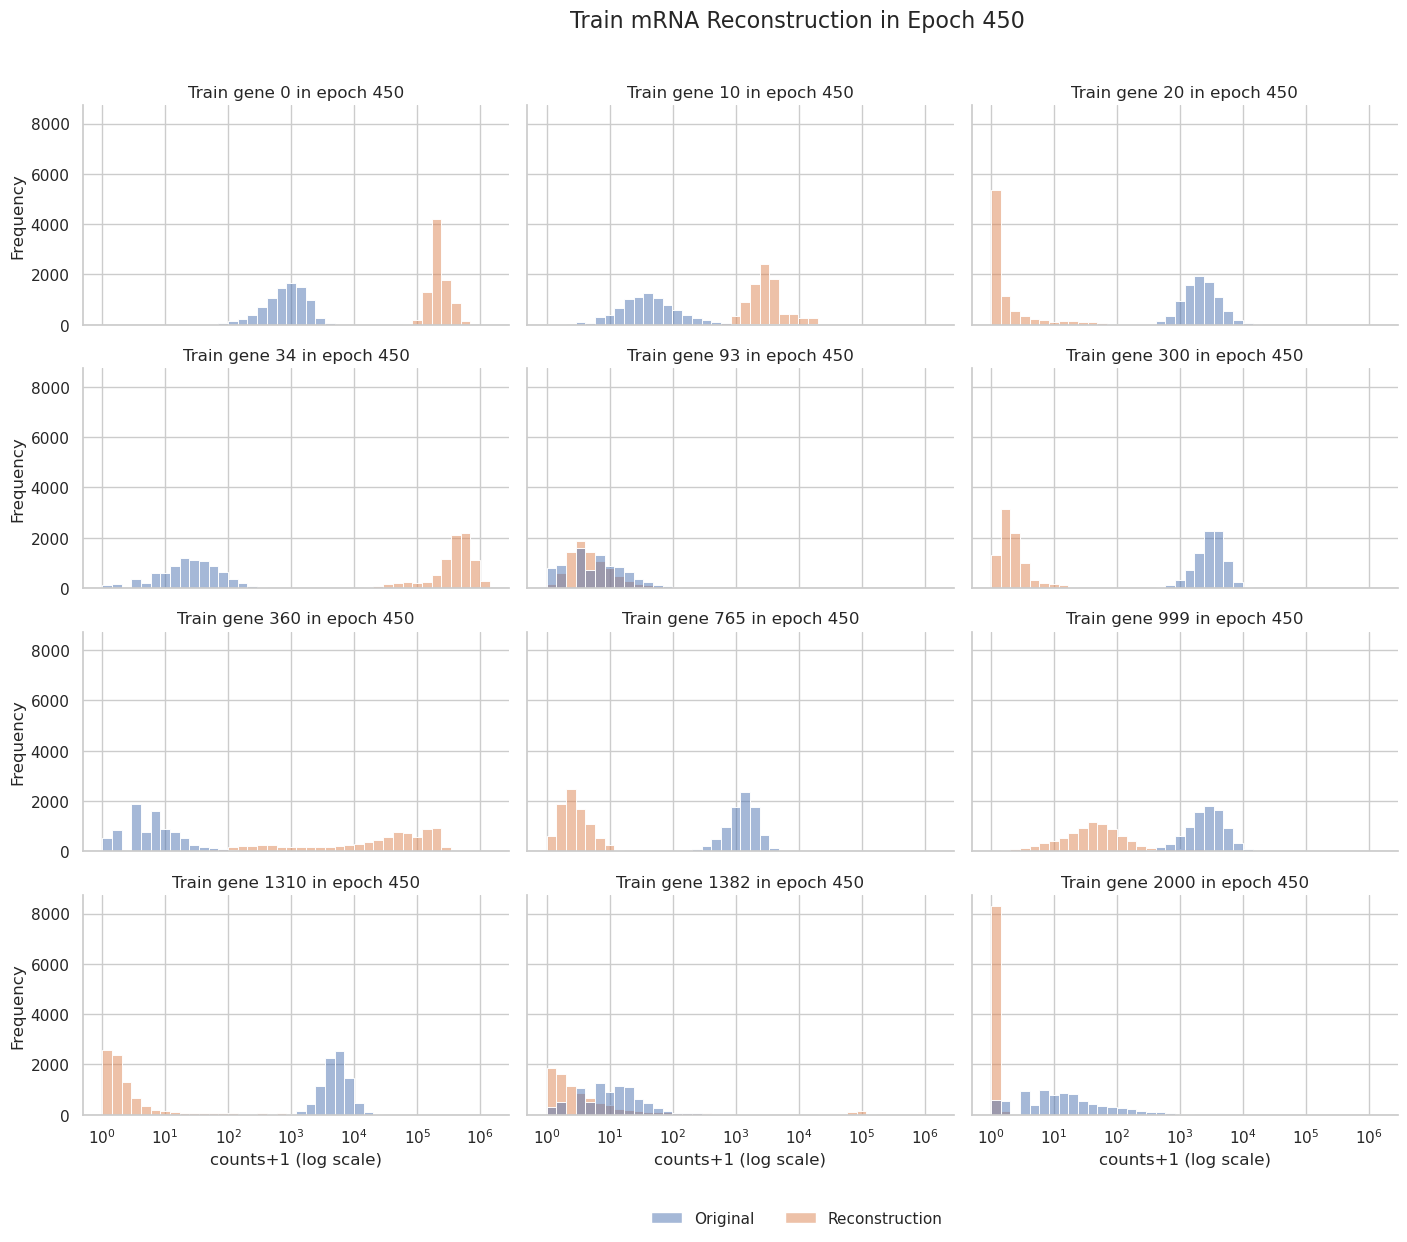 Train mRNA Reconstruction in Epoch 450
Train gene 0 in epoch 450
Train gene 10 in epoch 450
Train gene 20 in epoch 450
8000
6000
4000
2000
0
Frequency
Train gene 34 in epoch 450
Train gene 93 in epoch 450
Train gene 300 in epoch 450
8000
6000
4000
2000
0
Frequency
Train gene 360 in epoch 450
Train gene 765 in epoch 450
Train gene 999 in epoch 450
8000
6000
4000
2000
0
Frequency
Train gene 1310 in epoch 450
Train gene 1382 in epoch 450
Train gene 2000 in epoch 450
8000
6000
4000
2000
0
Frequency
10⁰ 10¹ 10² 10³ 10⁴ 10⁵ 10⁶
10⁰ 10¹ 10² 10³ 10⁴ 10⁵ 10⁶
10⁰ 10¹ 10² 10³ 10⁴ 10⁵ 10⁶
counts+1 (log scale)
counts+1 (log scale)
counts+1 (log scale)
Original
Reconstruction